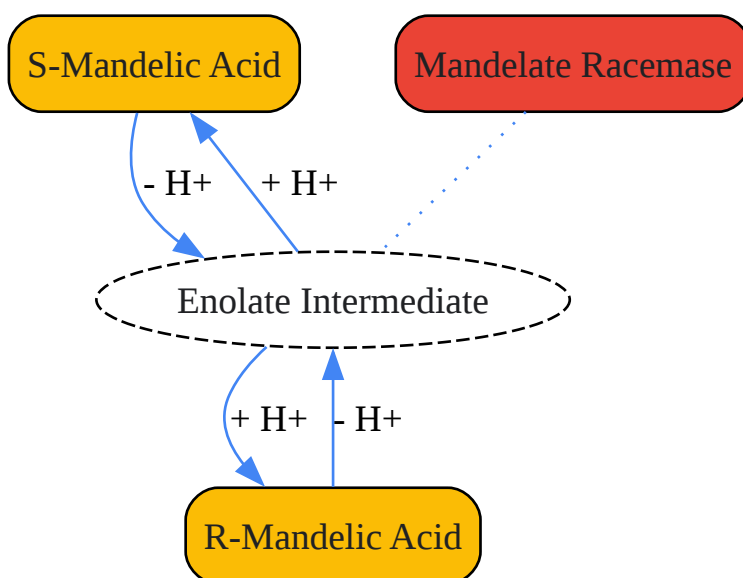 S-Mandelic Acid
Mandelate Racemase
- H+
+ H+
Enolate Intermediate
+ H+
- H+
R-Mandelic Acid